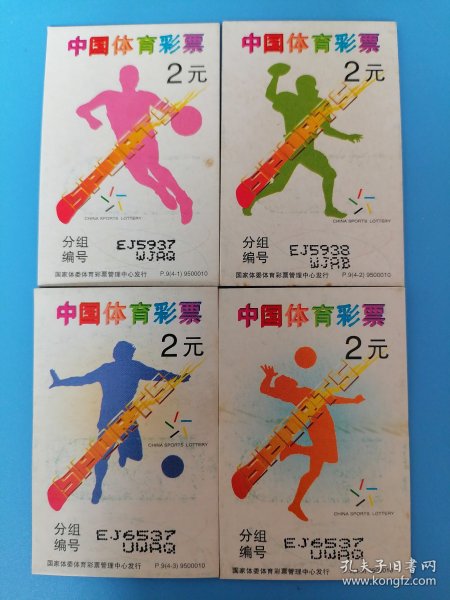 中国体育彩票
2元
SPORTS
CHINA SPORTS LOTTERY
分组
编号
EJ5937
WJAQ
国家体委体育彩票管理中心发行 P.9(4-1) 9500010
中国体育彩票
2元
SPORTS
CHINA SPORTS LOTTERY
分组
编号
EJ5938
WJAB
国家体委体育彩票管理中心发行 P.9(4-2) 9500010
中国体育彩票
2元
SPORTS
CHINA SPORTS LOTTERY
分组
编号
EJ6537
UWAQ
国家体委体育彩票管理中心发行 P.9(4-3) 9500010
中国体育彩票
2元
SPORTS
CHINA SPORTS LOTTERY
分组
编号
EJ6537
UWAQ
国家体委体育彩票管理中心发行
孔夫子旧书网
www.kongfz.com